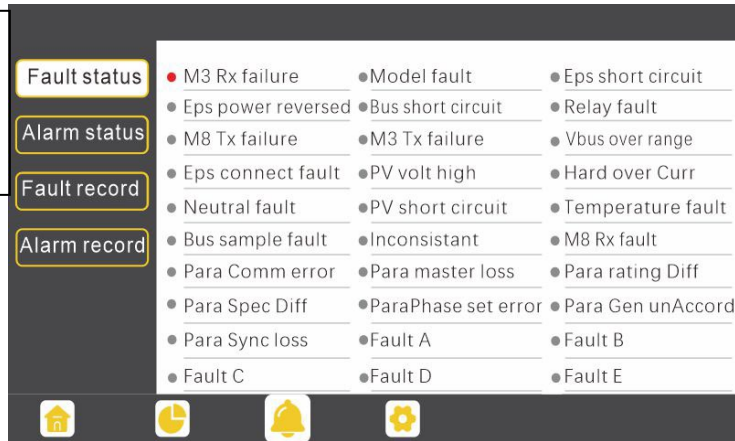 Fault status
Alarm status
Fault record
Alarm record
M3 Rx failure Model fault Eps short circuit
Eps power reversed Bus short circuit Relay fault
M8 Tx failure M3 Tx failure Vbus over range
Eps connect fault PV volt high Hard over Curr
Neutral fault PV short circuit Temperature fault
Bus sample fault Inconsistant M8 Rx fault
Para Comm error Para master loss Para rating Diff
Para Spec Diff ParaPhase set error Para Gen unAccord
Para Sync loss Fault A Fault B
Fault C Fault D Fault E